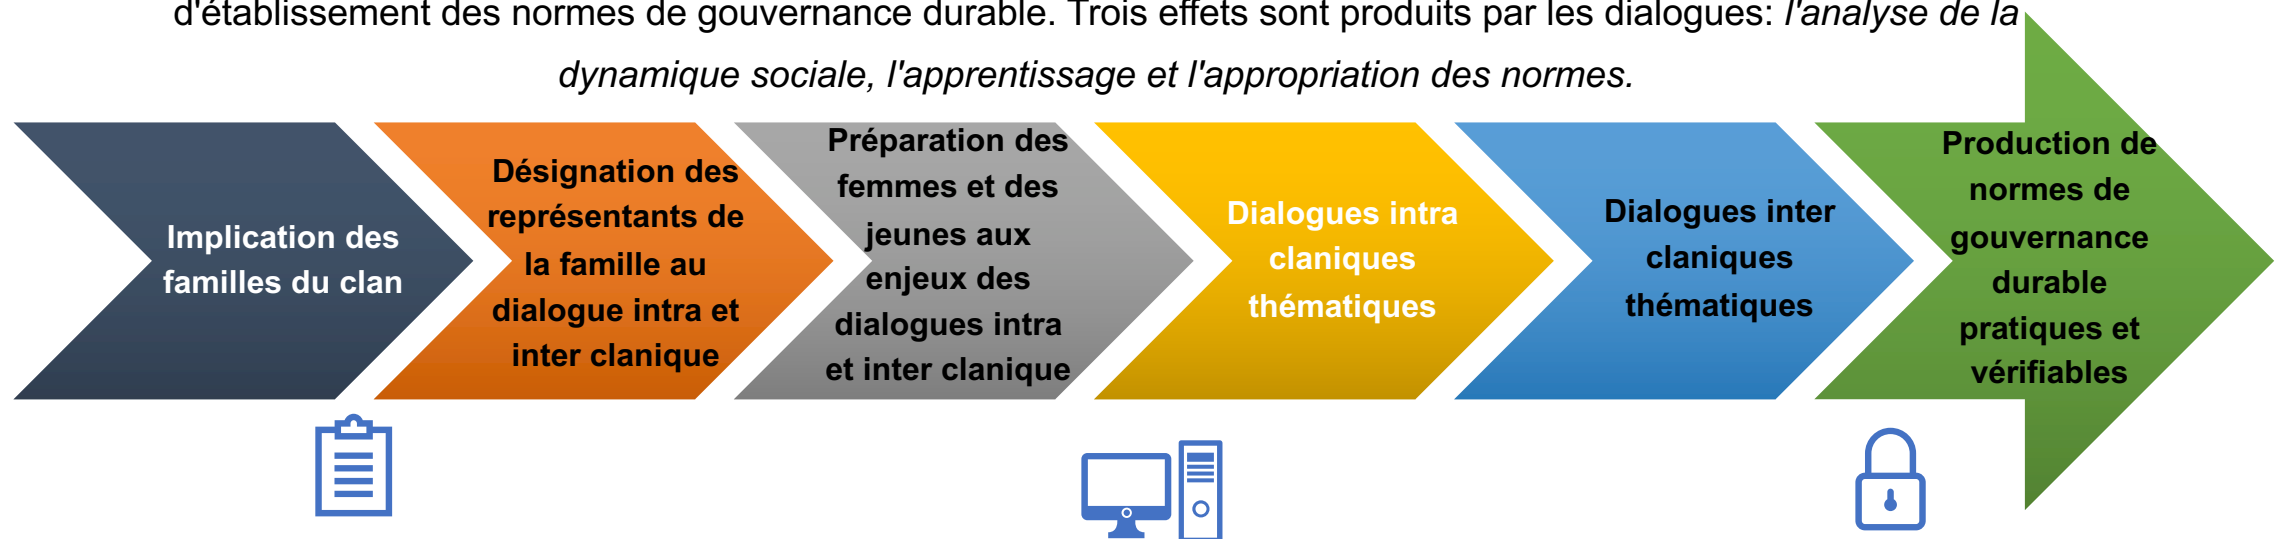 d'établissement des normes de gouvernance durable. Trois effets sont produits par les dialogues: l'analyse de la
dynamique sociale, l'apprentissage et l'appropriation des normes.
Implication des
familles du clan
Désignation des
représentants de
la famille au
dialogue intra et
inter clanique
Préparation des
femmes et des
jeunes aux
enjeux des
dialogues intra
et inter clanique
Dialogues intra
claniques
thématiques
Dialogues inter
claniques
thématiques
Production de
normes de
gouvernance
durable
pratiques et
vérifiables